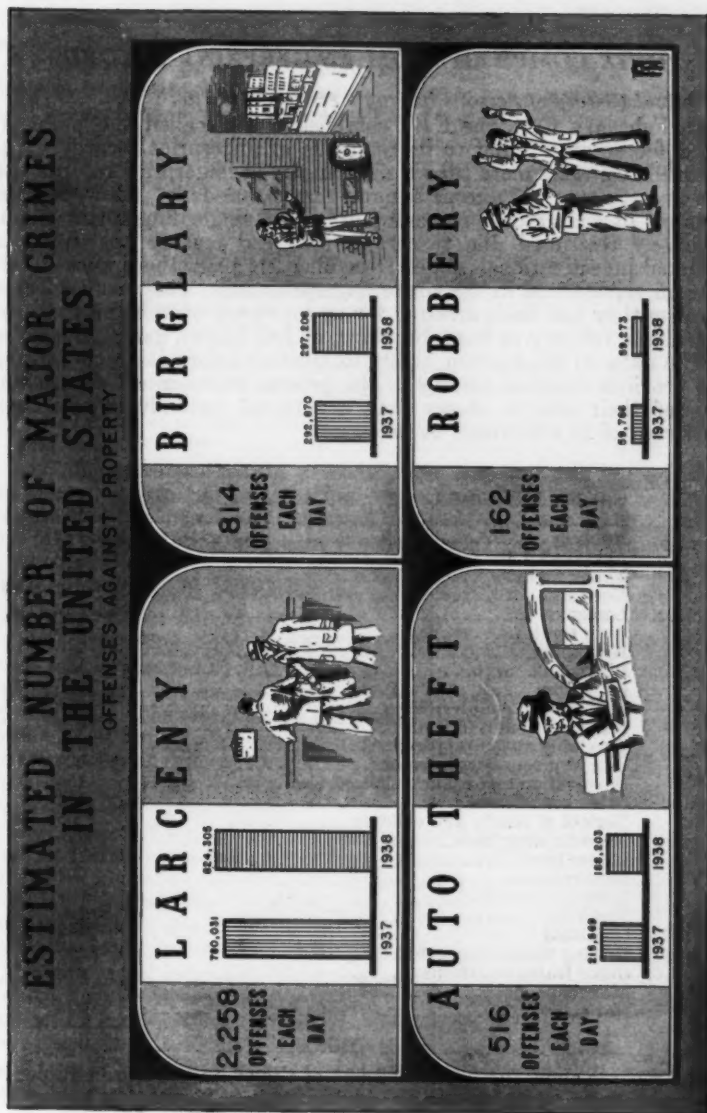 ESTIMATED NUMBER OF MAJOR CRIMES
IN THE UNITED STATES
OFFENSES AGAINST PROPERTY
LARCENY
2,258
OFFENSES
EACH
DAY
780,031
824,305
1937
1938
BURGLARY
814
OFFENSES
EACH
DAY
1937
1938
AUTO THEFT
516
OFFENSES
EACH
DAY
188,203
1937
1938
ROBBERY
162
OFFENSES
EACH
DAY
59,273
1937
1938